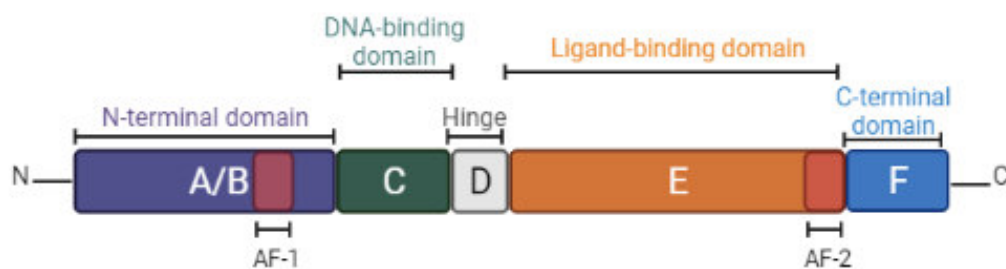 DNA-binding
domain
Ligand-binding domain
C-terminal
domain
N-terminal domain
Hinge
N
A/B
C
D
E
F
C
AF-1
AF-2